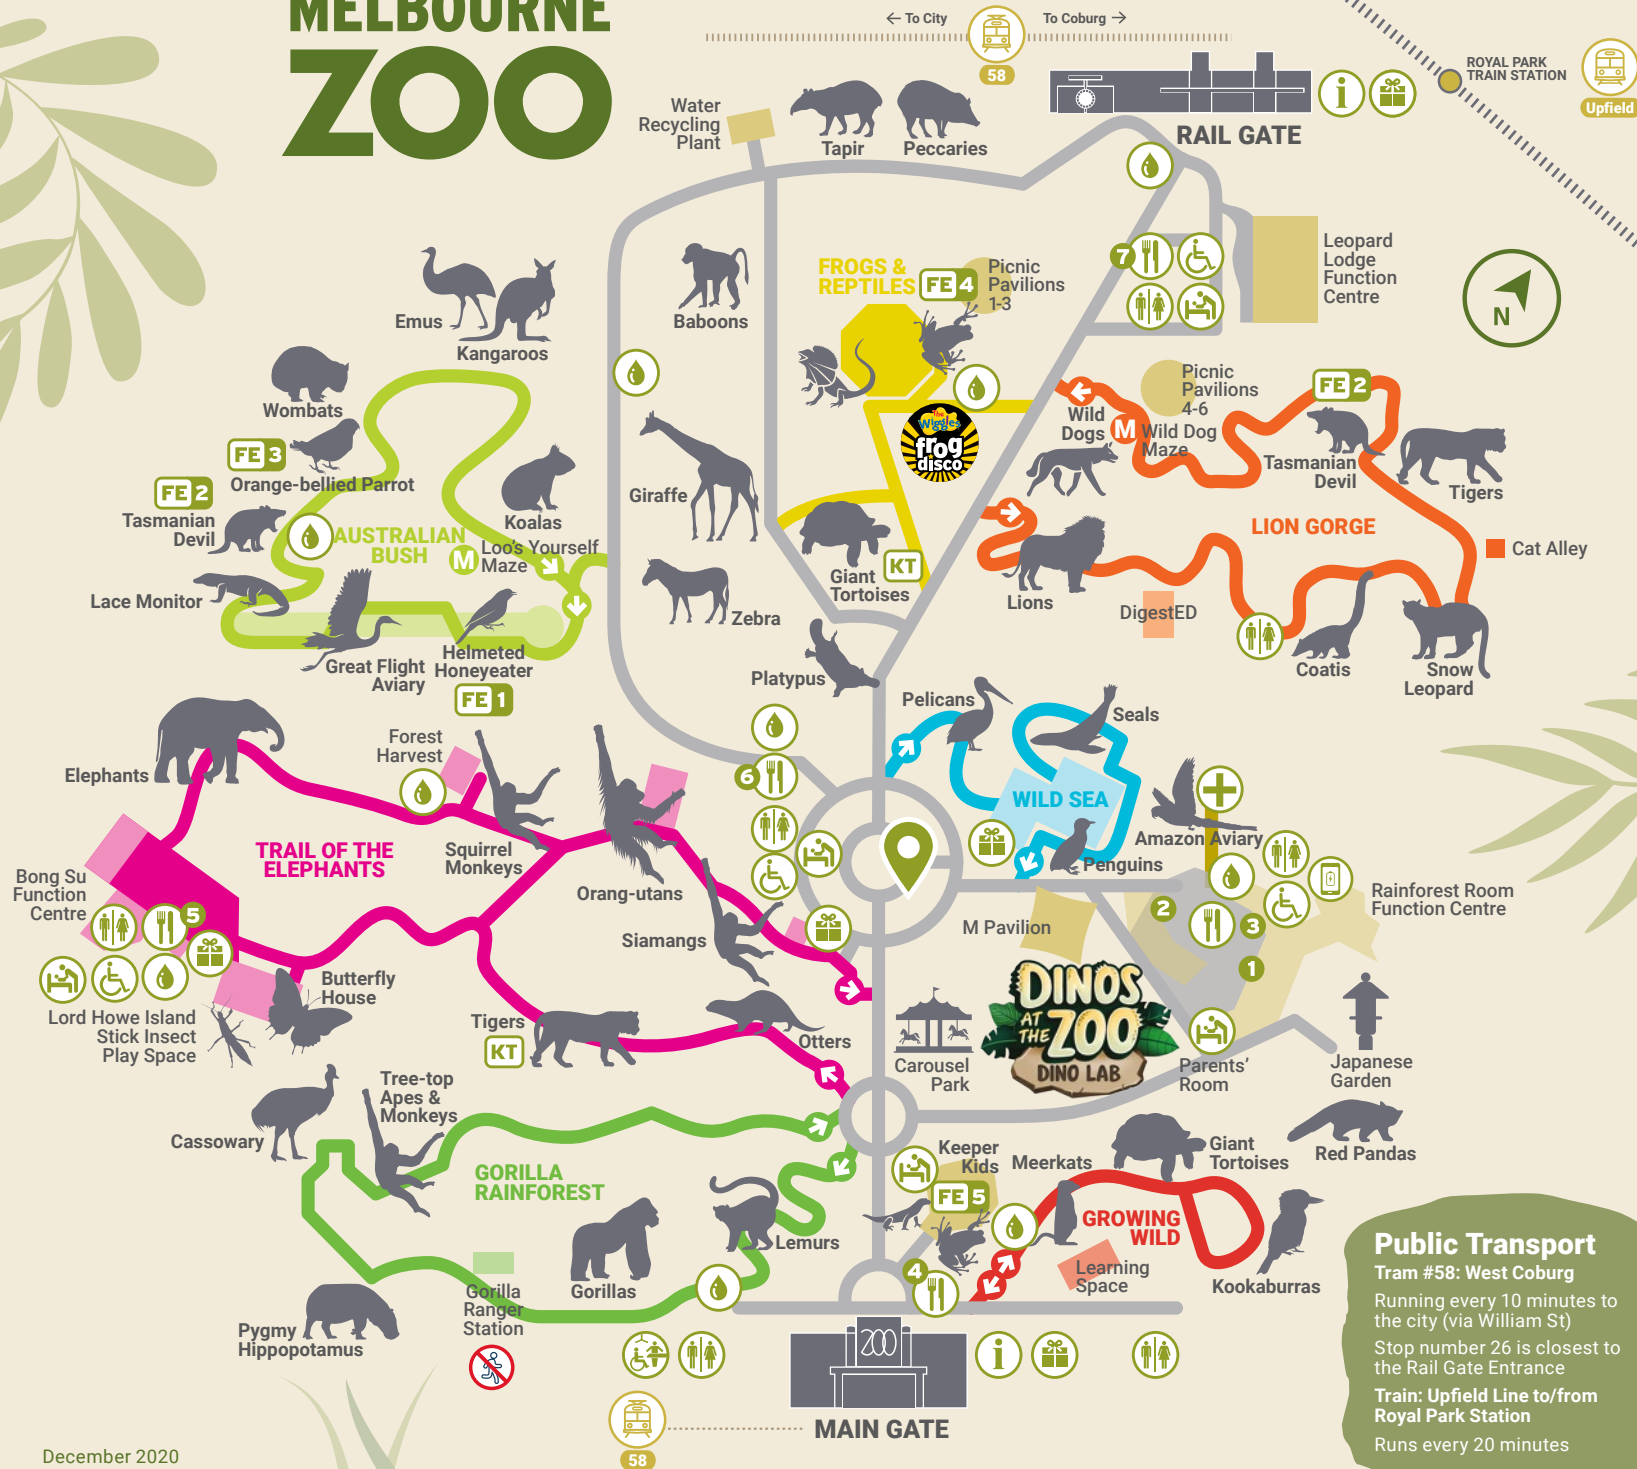 MELBOURNE
ZOO
← To City
To Coburg →
58
ROYAL PARK
TRAIN STATION
Upfield
Water
Recycling
Plant
Tapir
Peccaries
RAIL GATE
i
Leopard
Lodge
Function
Centre
N
7
Emus
Kangaroos
Baboons
FROGS &
REPTILES
FE 4
Picnic
Pavilions
1-3
Wombats
FE 3
Orange-bellied Parrot
FE 2
Tasmanian
Devil
AUSTRALIAN
BUSH
Koalas
M
Loo's Yourself
Maze
Lace Monitor
Great Flight
Aviary
Helmeted
Honeyeater
FE 1
Giraffe
Zebra
The
Wiggles
frog
disco
Giant
Tortoises
KT
Platypus
Picnic
Pavilions
4-6
Wild
Dogs
M
Wild Dog
Maze
FE 2
Tasmanian
Devil
Tigers
LION GORGE
Cat Alley
Lions
DigestED
Coatis
Snow
Leopard
Pelicans
Seals
WILD SEA
Penguins
Amazon Aviary
Elephants
Forest
Harvest
Squirrel
Monkeys
Orang-utans
TRAIL OF THE
ELEPHANTS
Bong Su
Function
Centre
5
6
Siamangs
Butterfly
House
Lord Howe Island
Stick Insect
Play Space
Tigers
KT
Otters
M Pavilion
2
3
1
Rainforest Room
Function Centre
Carousel
Park
DINOS
AT
THE
ZOO
DINO LAB
Parents'
Room
Japanese
Garden
Tree-top
Apes &
Monkeys
Cassowary
GORILLA
RAINFOREST
Lemurs
Gorillas
Gorilla
Ranger
Station
Pygmy
Hippopotamus
Keeper
Kids
FE 5
Meerkats
Giant
Tortoises
Red Pandas
GROWING
WILD
Learning
Space
Kookaburras
4
ZOO
i
MAIN GATE
58
Public Transport
Tram #58: West Coburg
Running every 10 minutes to
the city (via William St)
Stop number 26 is closest to
the Rail Gate Entrance
Train: Upfield Line to/from
Royal Park Station
Runs every 20 minutes
December 2020